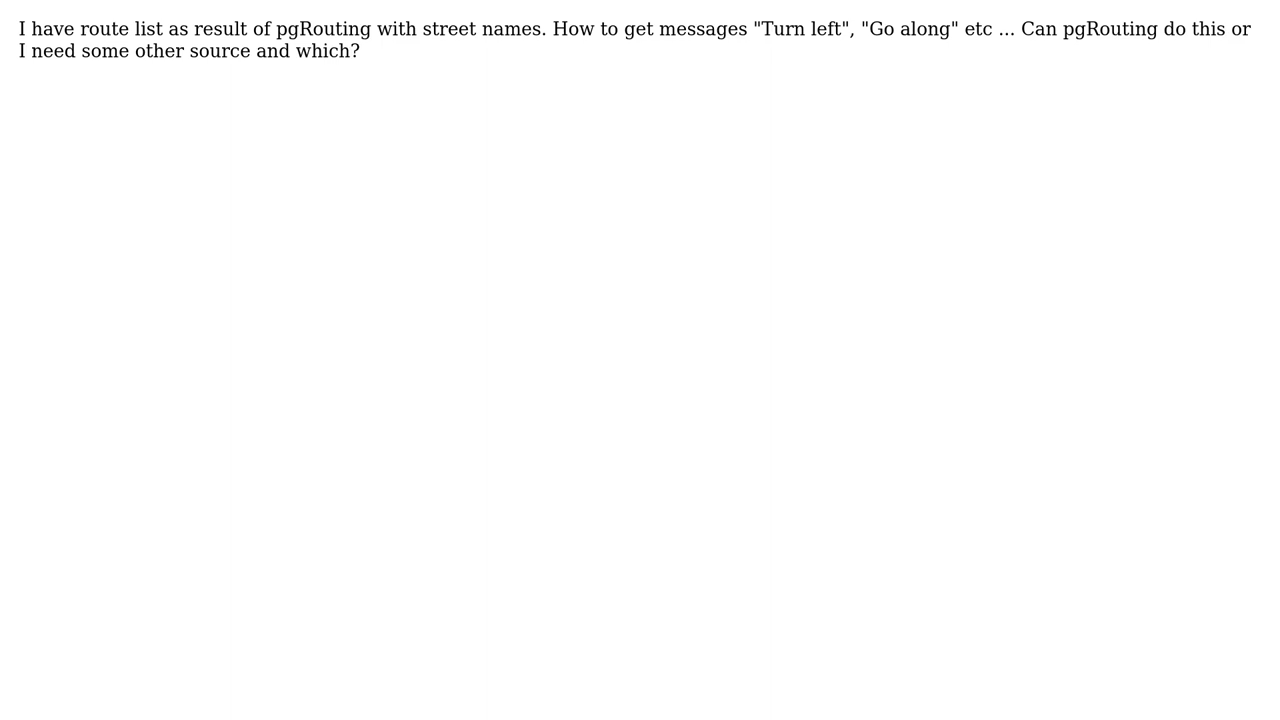 I have route list as result of pgRouting with street names. How to get messages "Turn left", "Go along" etc ... Can pgRouting do this or
I need some other source and which?